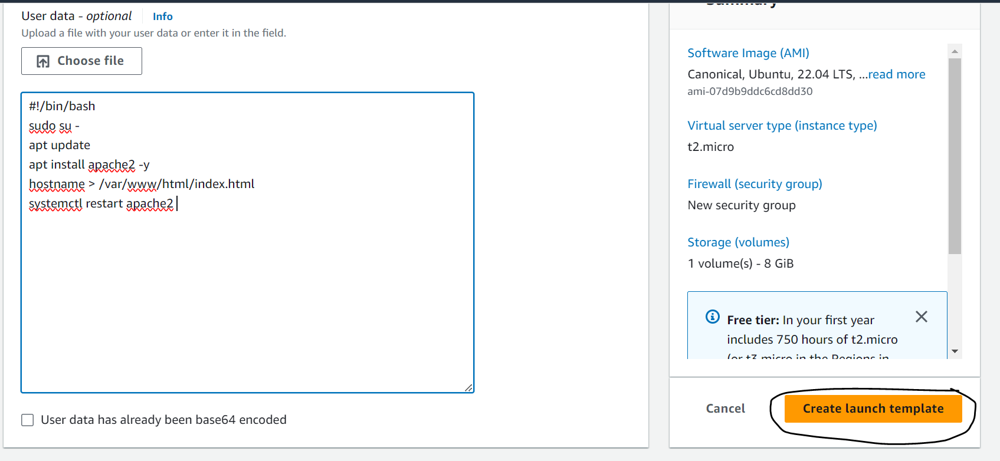 User data - optional Info
Upload a file with your user data or enter it in the field.
Choose file
#!/bin/bash
sudo su -
apt update
apt install apache2 -y
hostname > /var/www/html/index.html
systemctl restart apache2
User data has already been base64 encoded
Summary
Software Image (AMI)
Canonical, Ubuntu, 22.04 LTS, ...read more
ami-07d9b9ddc6cd8dd30
Virtual server type (instance type)
t2.micro
Firewall (security group)
New security group
Storage (volumes)
1 volume(s) - 8 GiB
Free tier: In your first year
includes 750 hours of t2.micro
(or t3.micro in the Regions in
Cancel
Create launch template